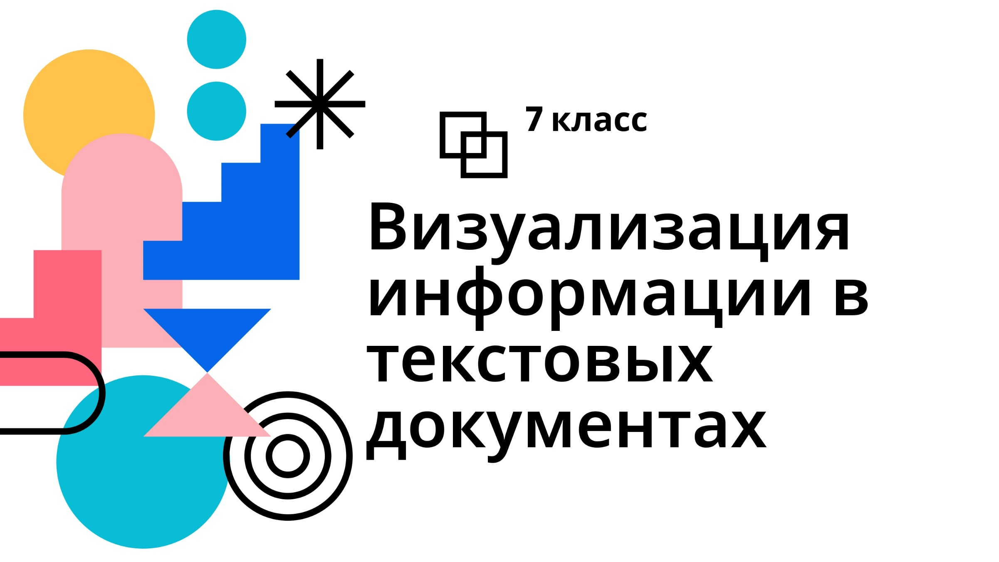 7 класс
Визуализация
информации в
текстовых
документах